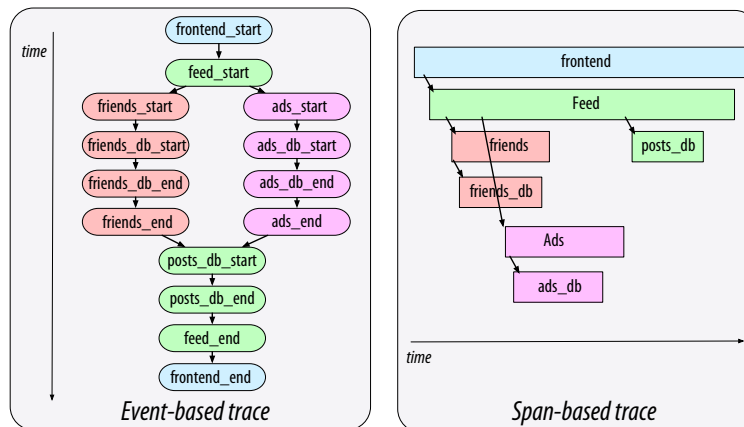 frontend_start
time
feed_start
friends_start
ads_start
friends_db_start
ads_db_start
friends_db_end
ads_db_end
friends_end
ads_end
posts_db_start
posts_db_end
feed_end
frontend_end
Event-based trace
frontend
Feed
friends
posts_db
friends_db
Ads
ads_db
time
Span-based trace